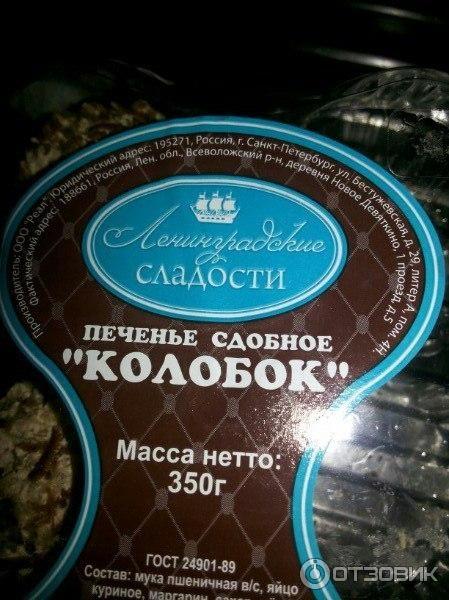 Производитель: ООО "Реал" Юридический адрес: 195271, Россия, г. Санкт-Петербург, ул. Бестужевская, д. 29, литер А, пом. 4Н.
Фактический адрес: 188661, Россия, Лен. обл., Всеволожский р-н, деревня Новое Девяткино, 1 проезд, д.5
Ленинградские
сладости
ПЕЧЕНЬЕ СДОБНОЕ
"КОЛОБОК"
Масса нетто:
350г
ГОСТ 24901-89
Состав: мука пшеничная в/с, яйцо
куриное, маргарин,
ОТЗОВИК